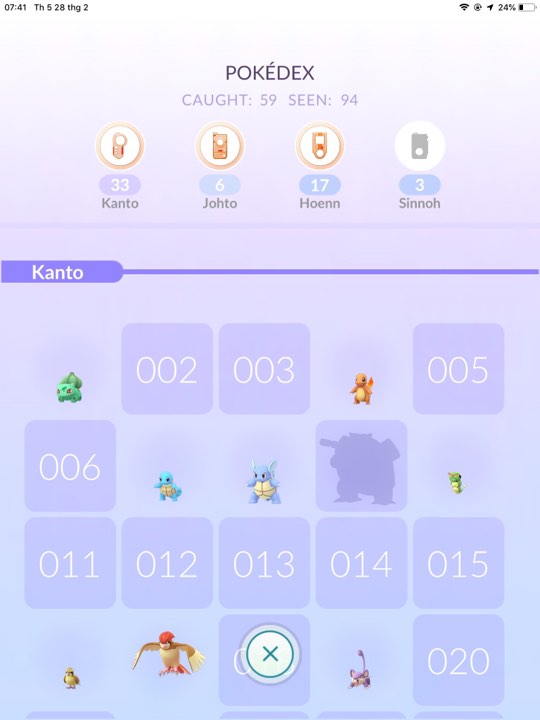 07:41 Th 5 28 thg 2 24%
POKÉDEX
CAUGHT: 59 SEEN: 94
33 6 17 3
Kanto Johto Hoenn Sinnoh
Kanto
002 003 005
006
011 012 013 014 015
020